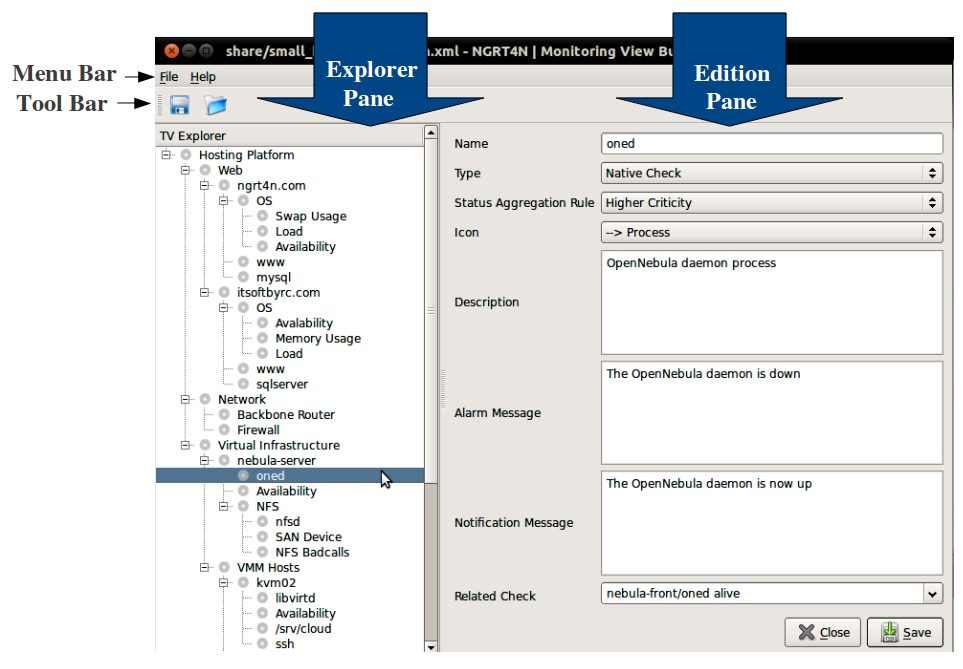 share/small_ .xml - NGRT4N | Monitoring View Bu
Explorer
Pane
Edition
Pane
Menu Bar
Tool Bar
File Help
TV Explorer
Hosting Platform
Web
ngrt4n.com
OS
Swap Usage
Load
Availability
www
mysql
itsoftbyrc.com
OS
Avalability
Memory Usage
Load
www
sqlserver
Network
Backbone Router
Firewall
Virtual Infrastructure
nebula-server
oned
Availability
NFS
nfsd
SAN Device
NFS Badcalls
VMM Hosts
kvm02
libvirtd
Availability
/srv/cloud
ssh
Name oned
Type Native Check
Status Aggregation Rule Higher Criticity
Icon --> Process
Description OpenNebula daemon process
Alarm Message The OpenNebula daemon is down
Notification Message The OpenNebula daemon is now up
Related Check nebula-front/oned alive
Close Save